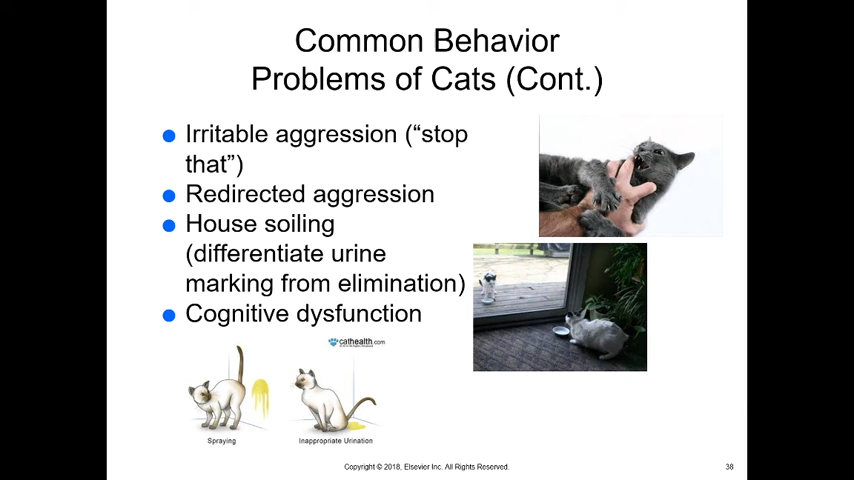 Common Behavior
Problems of Cats (Cont.)
Irritable aggression (“stop
that”)
Redirected aggression
House soiling
(differentiate urine
marking from elimination)
Cognitive dysfunction
cathealth.com
Spraying
Inappropriate Urination
Copyright © 2018, Elsevier Inc. All Rights Reserved.
38